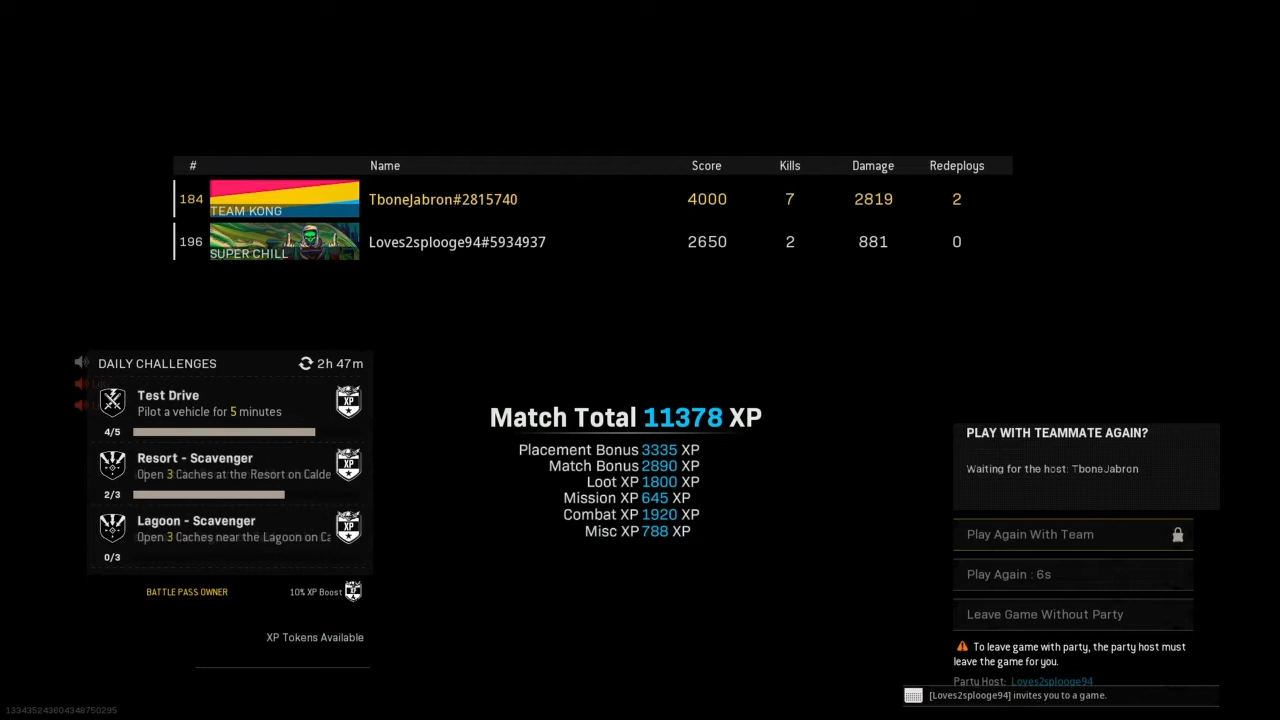 # Name Score Kills Damage Redeploys
184 TEAM KONG TboneJabron#2815740 4000 7 2819 2
196 SUPER CHILL Loves2splooge94#5934937 2650 2 881 0
DAILY CHALLENGES 2h 47m
Test Drive
Pilot a vehicle for 5 minutes
XP
4/5
Resort - Scavenger
Open 3 Caches at the Resort on Calde
XP
2/3
Lagoon - Scavenger
Open 3 Caches near the Lagoon on Ca
XP
0/3
BATTLE PASS OWNER 10% XP Boost
XP Tokens Available
Match Total 11378 XP
Placement Bonus 3335 XP
Match Bonus 2890 XP
Loot XP 1800 XP
Mission XP 645 XP
Combat XP 1920 XP
Misc XP 788 XP
PLAY WITH TEAMMATE AGAIN?
Waiting for the host: TboneJabron
Play Again With Team
Play Again : 6s
Leave Game Without Party
To leave game with party, the party host must
leave the game for you.
Party Host: Loves2splooge94
[Loves2splooge94] invites you to a game.